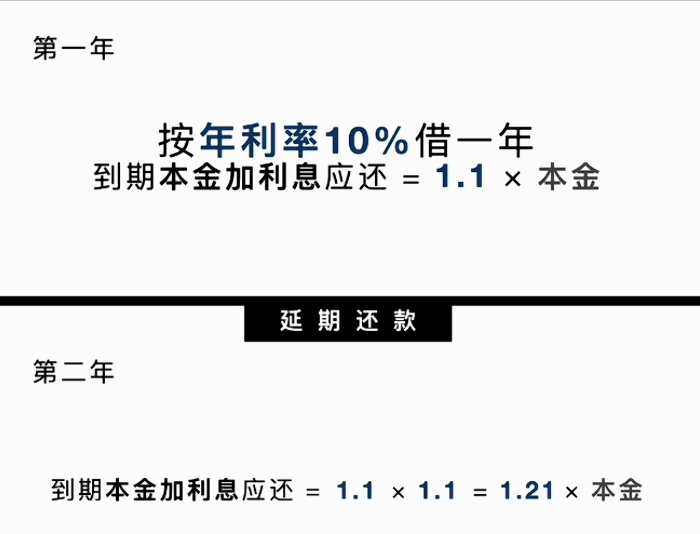 第一年
按年利率10%借一年
到期本金加利息应还 = 1.1 × 本金
延期还款
第二年
到期本金加利息应还 = 1.1 × 1.1 = 1.21 × 本金